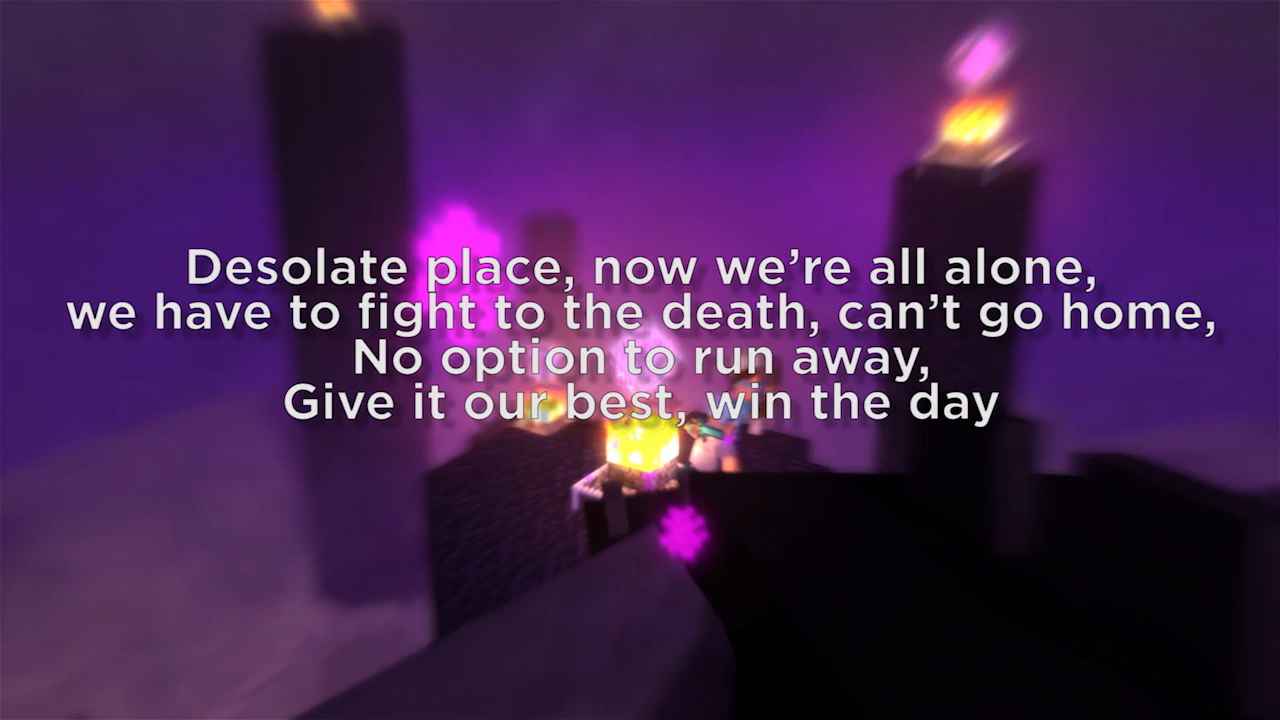 Desolate place, now we’re all alone,
we have to fight to the death, can’t go home,
No option to run away,
Give it our best, win the day